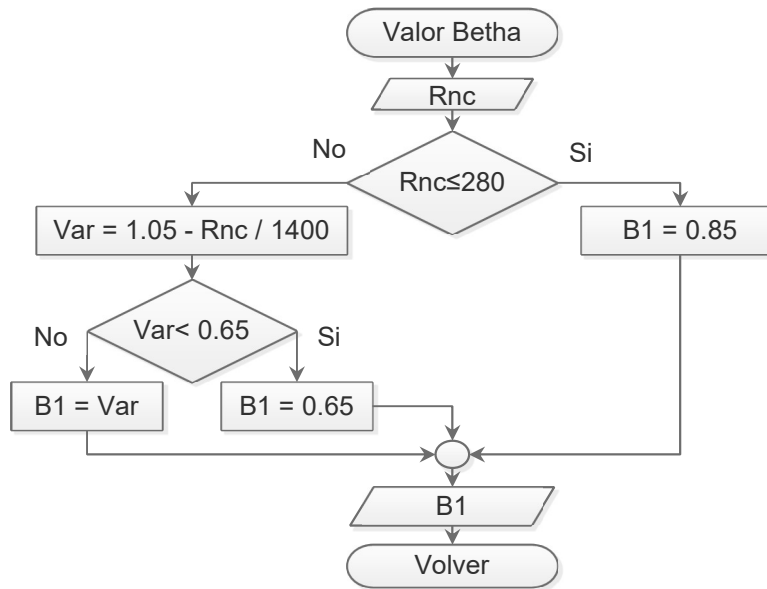 Valor Betha
Rnc
No
Si
Rnc≤280
Var = 1.05 - Rnc / 1400
B1 = 0.85
No
Var< 0.65
Si
B1 = Var
B1 = 0.65
B1
Volver